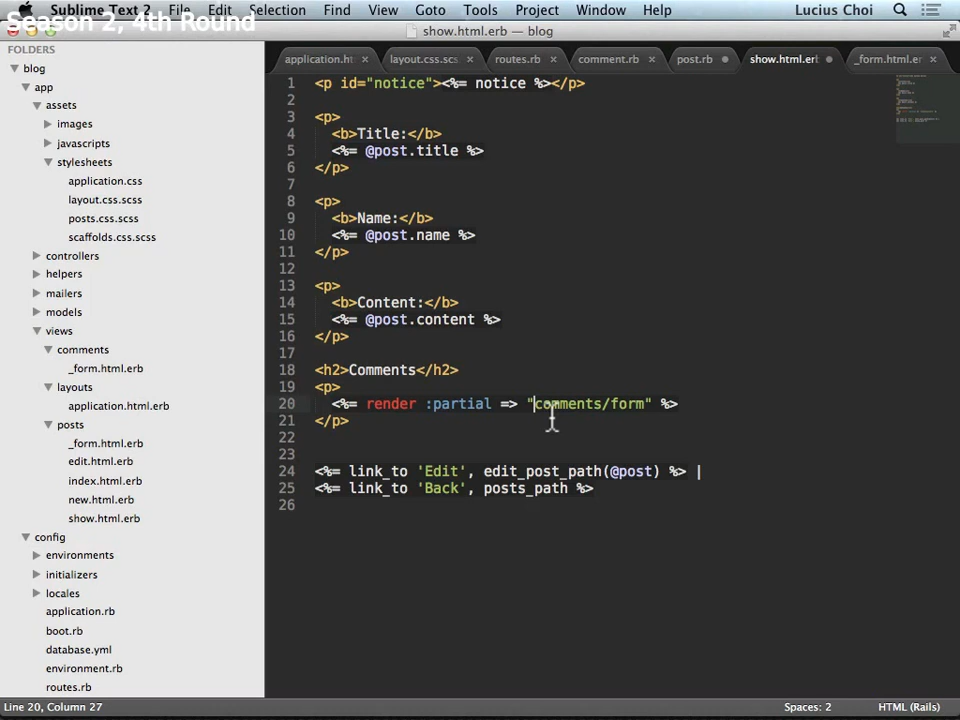 Sublime Text 2 File Edit Selection Find View Goto Tools Project Window Help Lucius Choi
Season 2, 4th Round
show.html.erb — blog
FOLDERS
blog
app
assets
images
javascripts
stylesheets
application.css
layout.css.scss
posts.css.scss
scaffolds.css.scss
controllers
helpers
mailers
models
views
comments
_form.html.erb
layouts
application.html.erb
posts
_form.html.erb
edit.html.erb
index.html.erb
new.html.erb
show.html.erb
config
environments
initializers
locales
application.rb
boot.rb
database.yml
environment.rb
routes.rb
application.ht layout.css.scs routes.rb comment.rb post.rb show.html.erb _form.html.er
1 <p id="notice"><%= notice %></p>
2
3 <p>
4 <b>Title:</b>
5 <%= @post.title %>
6 </p>
7
8 <p>
9 <b>Name:</b>
10 <%= @post.name %>
11 </p>
12
13 <p>
14 <b>Content:</b>
15 <%= @post.content %>
16 </p>
17
18 <h2>Comments</h2>
19 <p>
20 <%= render :partial => "comments/form" %>
21 </p>
22
23
24 <%= link_to 'Edit', edit_post_path(@post) %> |
25 <%= link_to 'Back', posts_path %>
26
Line 20, Column 27 Spaces: 2 HTML (Rails)